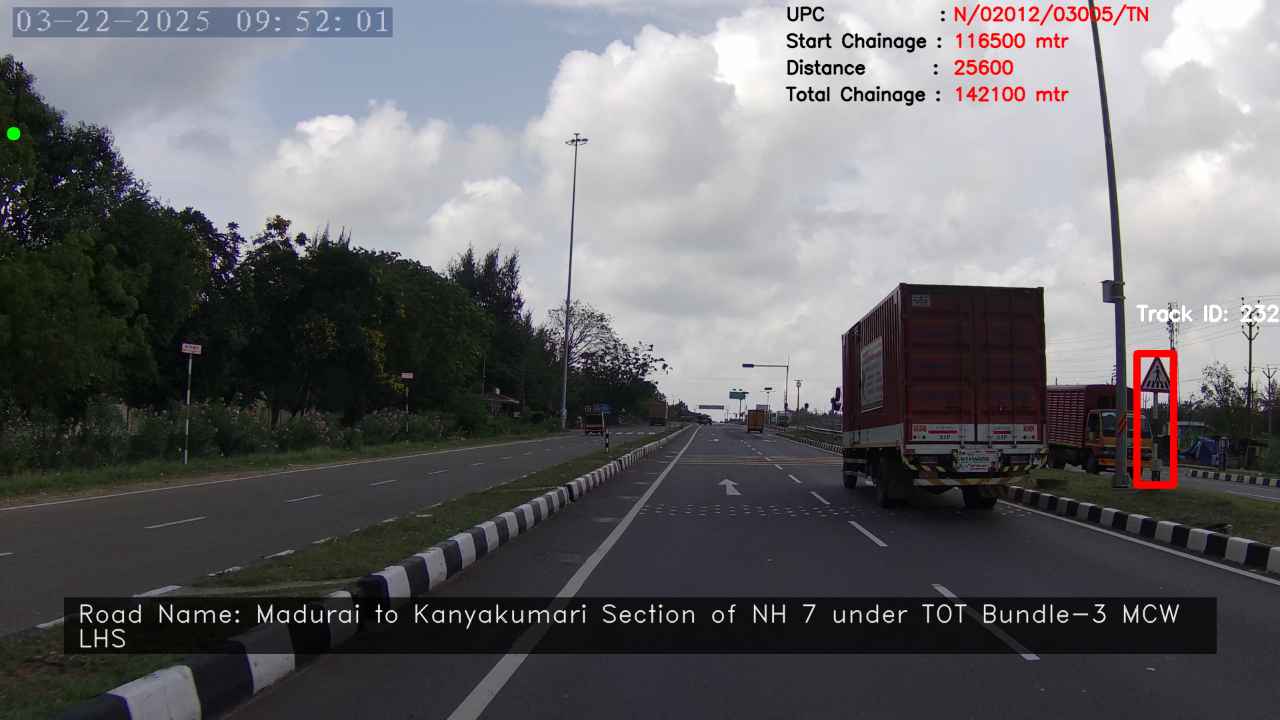 03-22-2025 09:52:01
UPC : N/02012/03005/TN
Start Chainage : 116500 mtr
Distance : 25600
Total Chainage : 142100 mtr
Track ID: 232
Road Name: Madurai to Kanyakumari Section of NH 7 under TOT Bundle-3 MCW
LHS